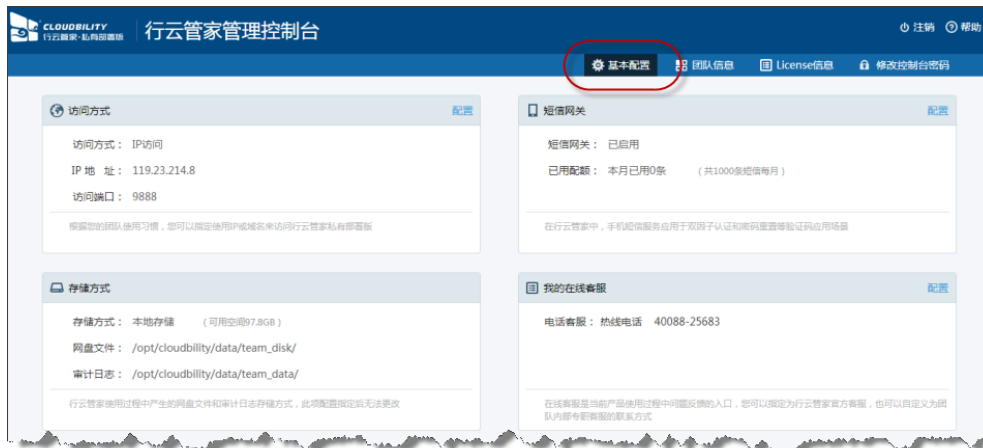 CLOUDBILITY
行云管家·私有部署版
行云管家管理控制台
注销 帮助
基本配置 团队信息 License信息 修改控制台密码
访问方式 配置
访问方式： IP访问
IP 地 址： 119.23.214.8
访问端口： 9888
根据您的团队使用习惯，您可以指定使用IP或域名来访问行云管家私有部署版
短信网关 配置
短信网关： 已启用
已用配额： 本月已用0条 （共1000条短信每月）
在行云管家中，手机短信服务应用于双因子认证和密码重置等验证码应用场景
存储方式
存储方式： 本地存储 （可用空间97.8GB）
网盘文件： /opt/cloudbility/data/team_disk/
审计日志： /opt/cloudbility/data/team_data/
行云管家使用过程中产生的网盘文件和审计日志存储方式，此项配置指定后无法更改
我的在线客服 配置
电话客服： 热线电话 40088-25683
在线客服是当前产品使用过程中问题反馈的入口，您可以指定为行云管家官方客服，也可以自定义为团
队内部专职客服的联系方式